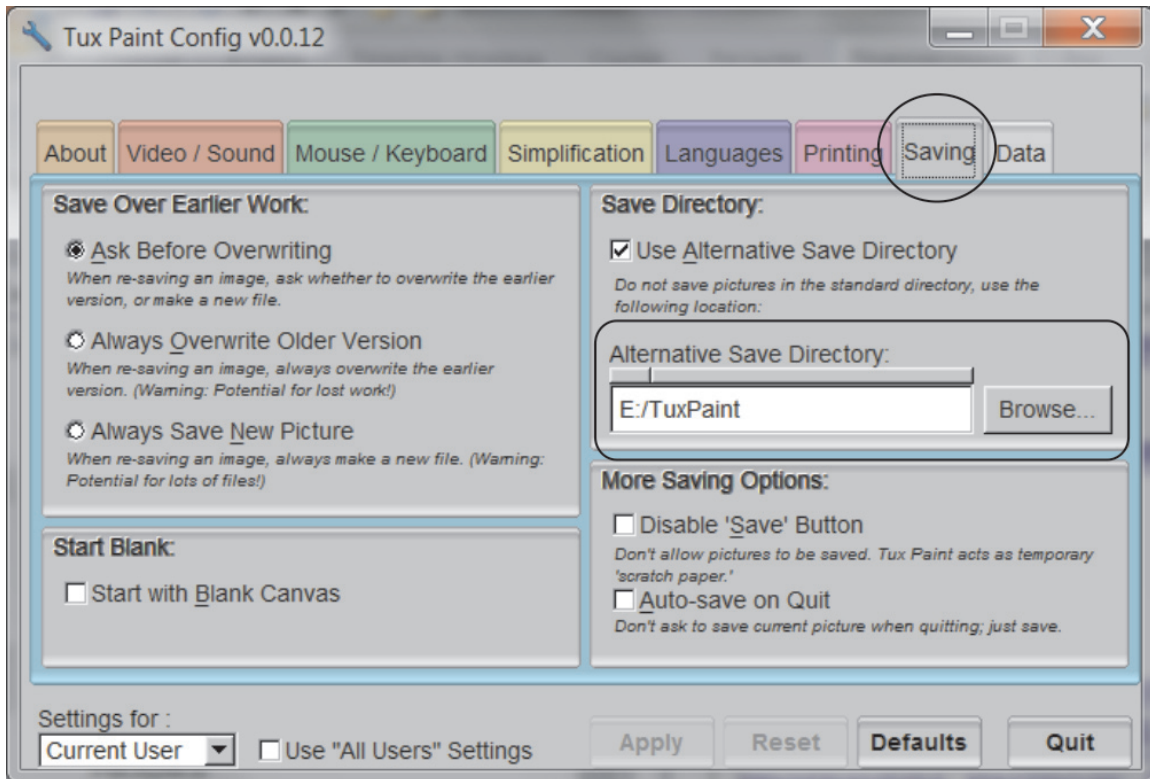 Tux Paint Config v0.0.12
About Video / Sound Mouse / Keyboard Simplification Languages Printing Saving Data
Save Over Earlier Work:
Ask Before Overwriting
When re-saving an image, ask whether to overwrite the earlier
version, or make a new file.
Always Overwrite Older Version
When re-saving an image, always overwrite the earlier
version. (Warning: Potential for lost work!)
Always Save New Picture
When re-saving an image, always make a new file. (Warning:
Potential for lots of files!)
Start Blank:
Start with Blank Canvas
Save Directory:
Use Alternative Save Directory
Do not save pictures in the standard directory, use the
following location:
Alternative Save Directory:
E:/TuxPaint Browse...
More Saving Options:
Disable 'Save' Button
Don't allow pictures to be saved. Tux Paint acts as temporary
'scratch paper.'
Auto-save on Quit
Don't ask to save current picture when quitting; just save.
Settings for :
Current User Use "All Users" Settings Apply Reset Defaults Quit